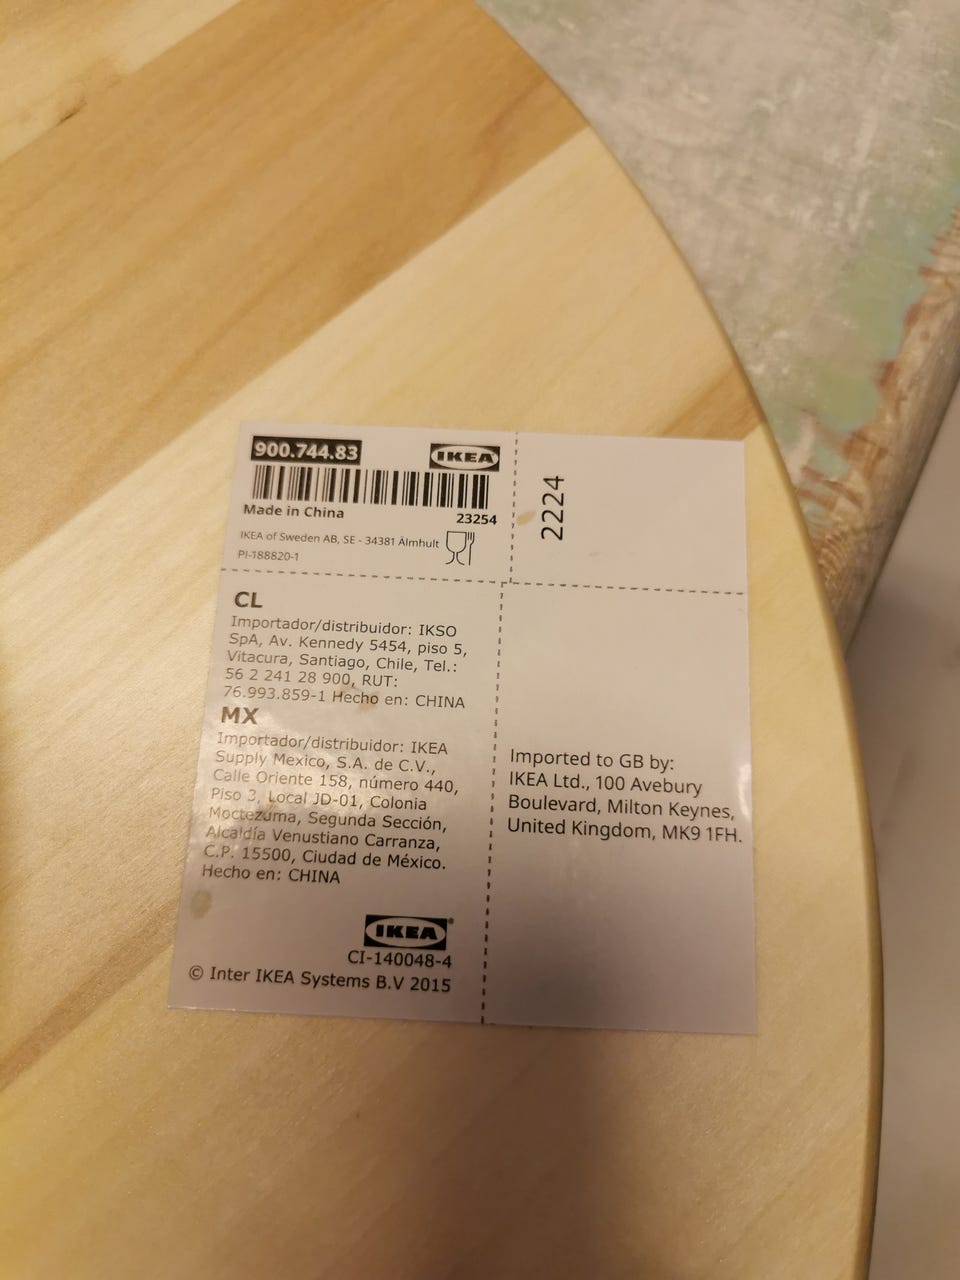 900.744.83
IKEA
Made in China
23254
IKEA of Sweden AB, SE - 34381 Älmhult
PI-188820-1
2224
CL
Importador/distribuidor: IKSO
SpA, Av. Kennedy 5454, piso 5,
Vitacura, Santiago, Chile, Tel.:
56 2 241 28 900, RUT:
76.993.859-1 Hecho en: CHINA
MX
Importador/distribuidor: IKEA
Supply Mexico, S.A. de C.V.,
Calle Oriente 158, número 440,
Piso 3, Local JD-01, Colonia
Moctezuma, Segunda Sección,
Alcaldía Venustiano Carranza,
C.P. 15500, Ciudad de México.
Hecho en: CHINA
IKEA®
CI-140048-4
© Inter IKEA Systems B.V 2015
Imported to GB by:
IKEA Ltd., 100 Avebury
Boulevard, Milton Keynes,
United Kingdom, MK9 1FH.